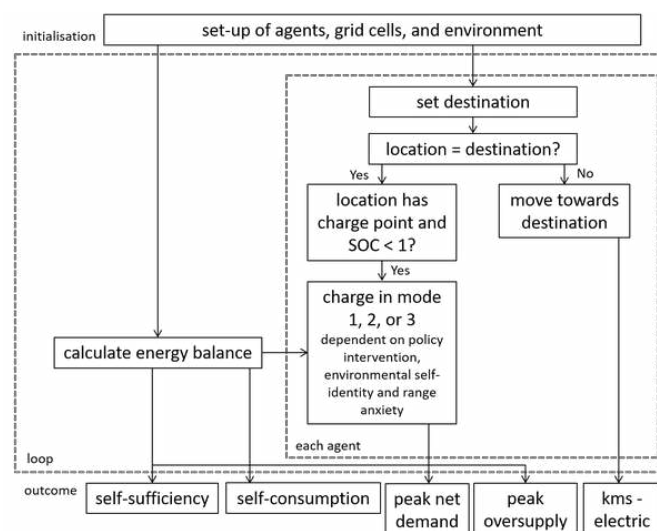 initialisation
set-up of agents, grid cells, and environment
set destination
location = destination?
Yes
No
location has
charge point and
SOC < 1?
move towards
destination
Yes
charge in mode
1, 2, or 3
dependent on policy
intervention,
environmental self-
identity and range
anxiety
calculate energy balance
each agent
loop
outcome
self-sufficiency
self-consumption
peak net
demand
peak
oversupply
kms -
electric